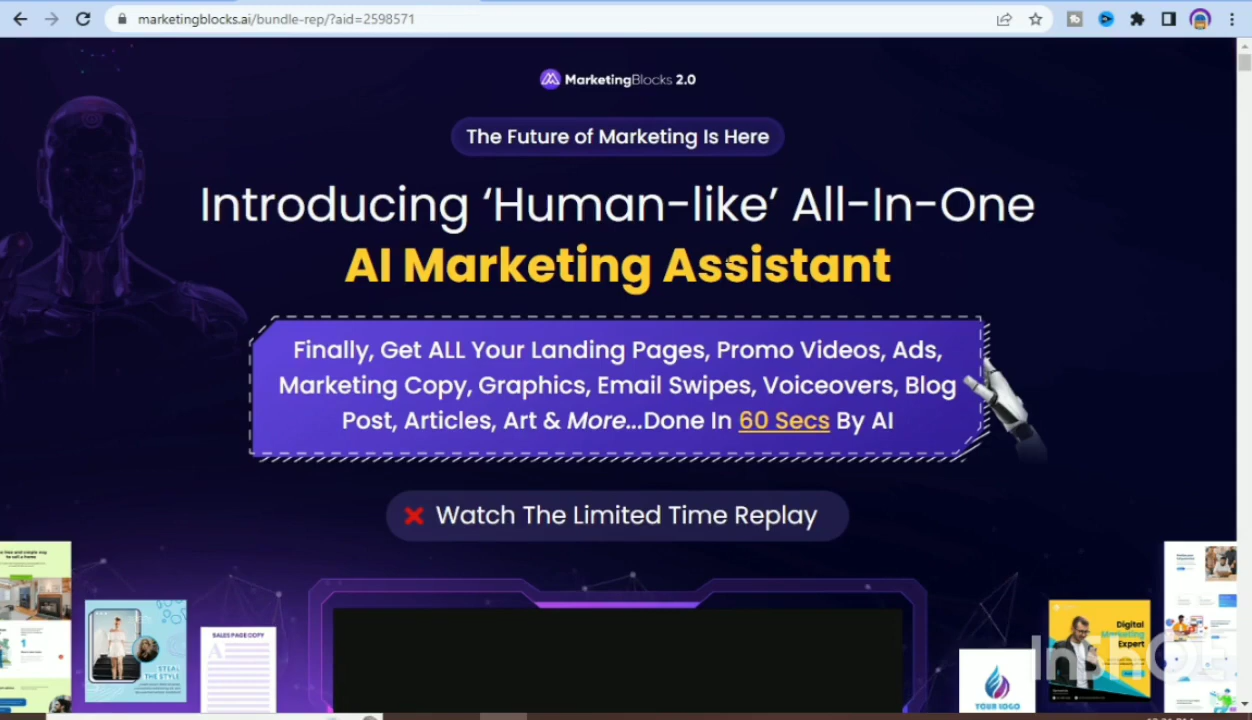 marketingblocks.ai/bundle-rep/?aid=2598571
MarketingBlocks 2.0
The Future of Marketing Is Here
Introducing ‘Human-like’ All-In-One
AI Marketing Assistant
Finally, Get ALL Your Landing Pages, Promo Videos, Ads,
Marketing Copy, Graphics, Email Swipes, Voiceovers, Blog
Post, Articles, Art & More...Done In 60 Secs By AI
Watch The Limited Time Replay
SALES PAGE COPY
A
STEAL
THE STYLE
YOUR LOGO
Digital
Marketing
Expert
InShOt